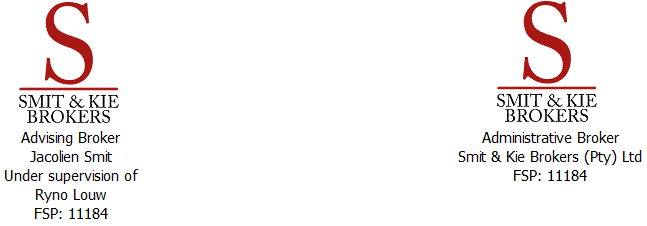 S
SMIT & KIE
BROKERS
Advising Broker
Jacolien Smit
Under supervision of
Ryno Louw
FSP: 11184
S
SMIT & KIE
BROKERS
Administrative Broker
Smit & Kie Brokers (Pty) Ltd
FSP: 11184